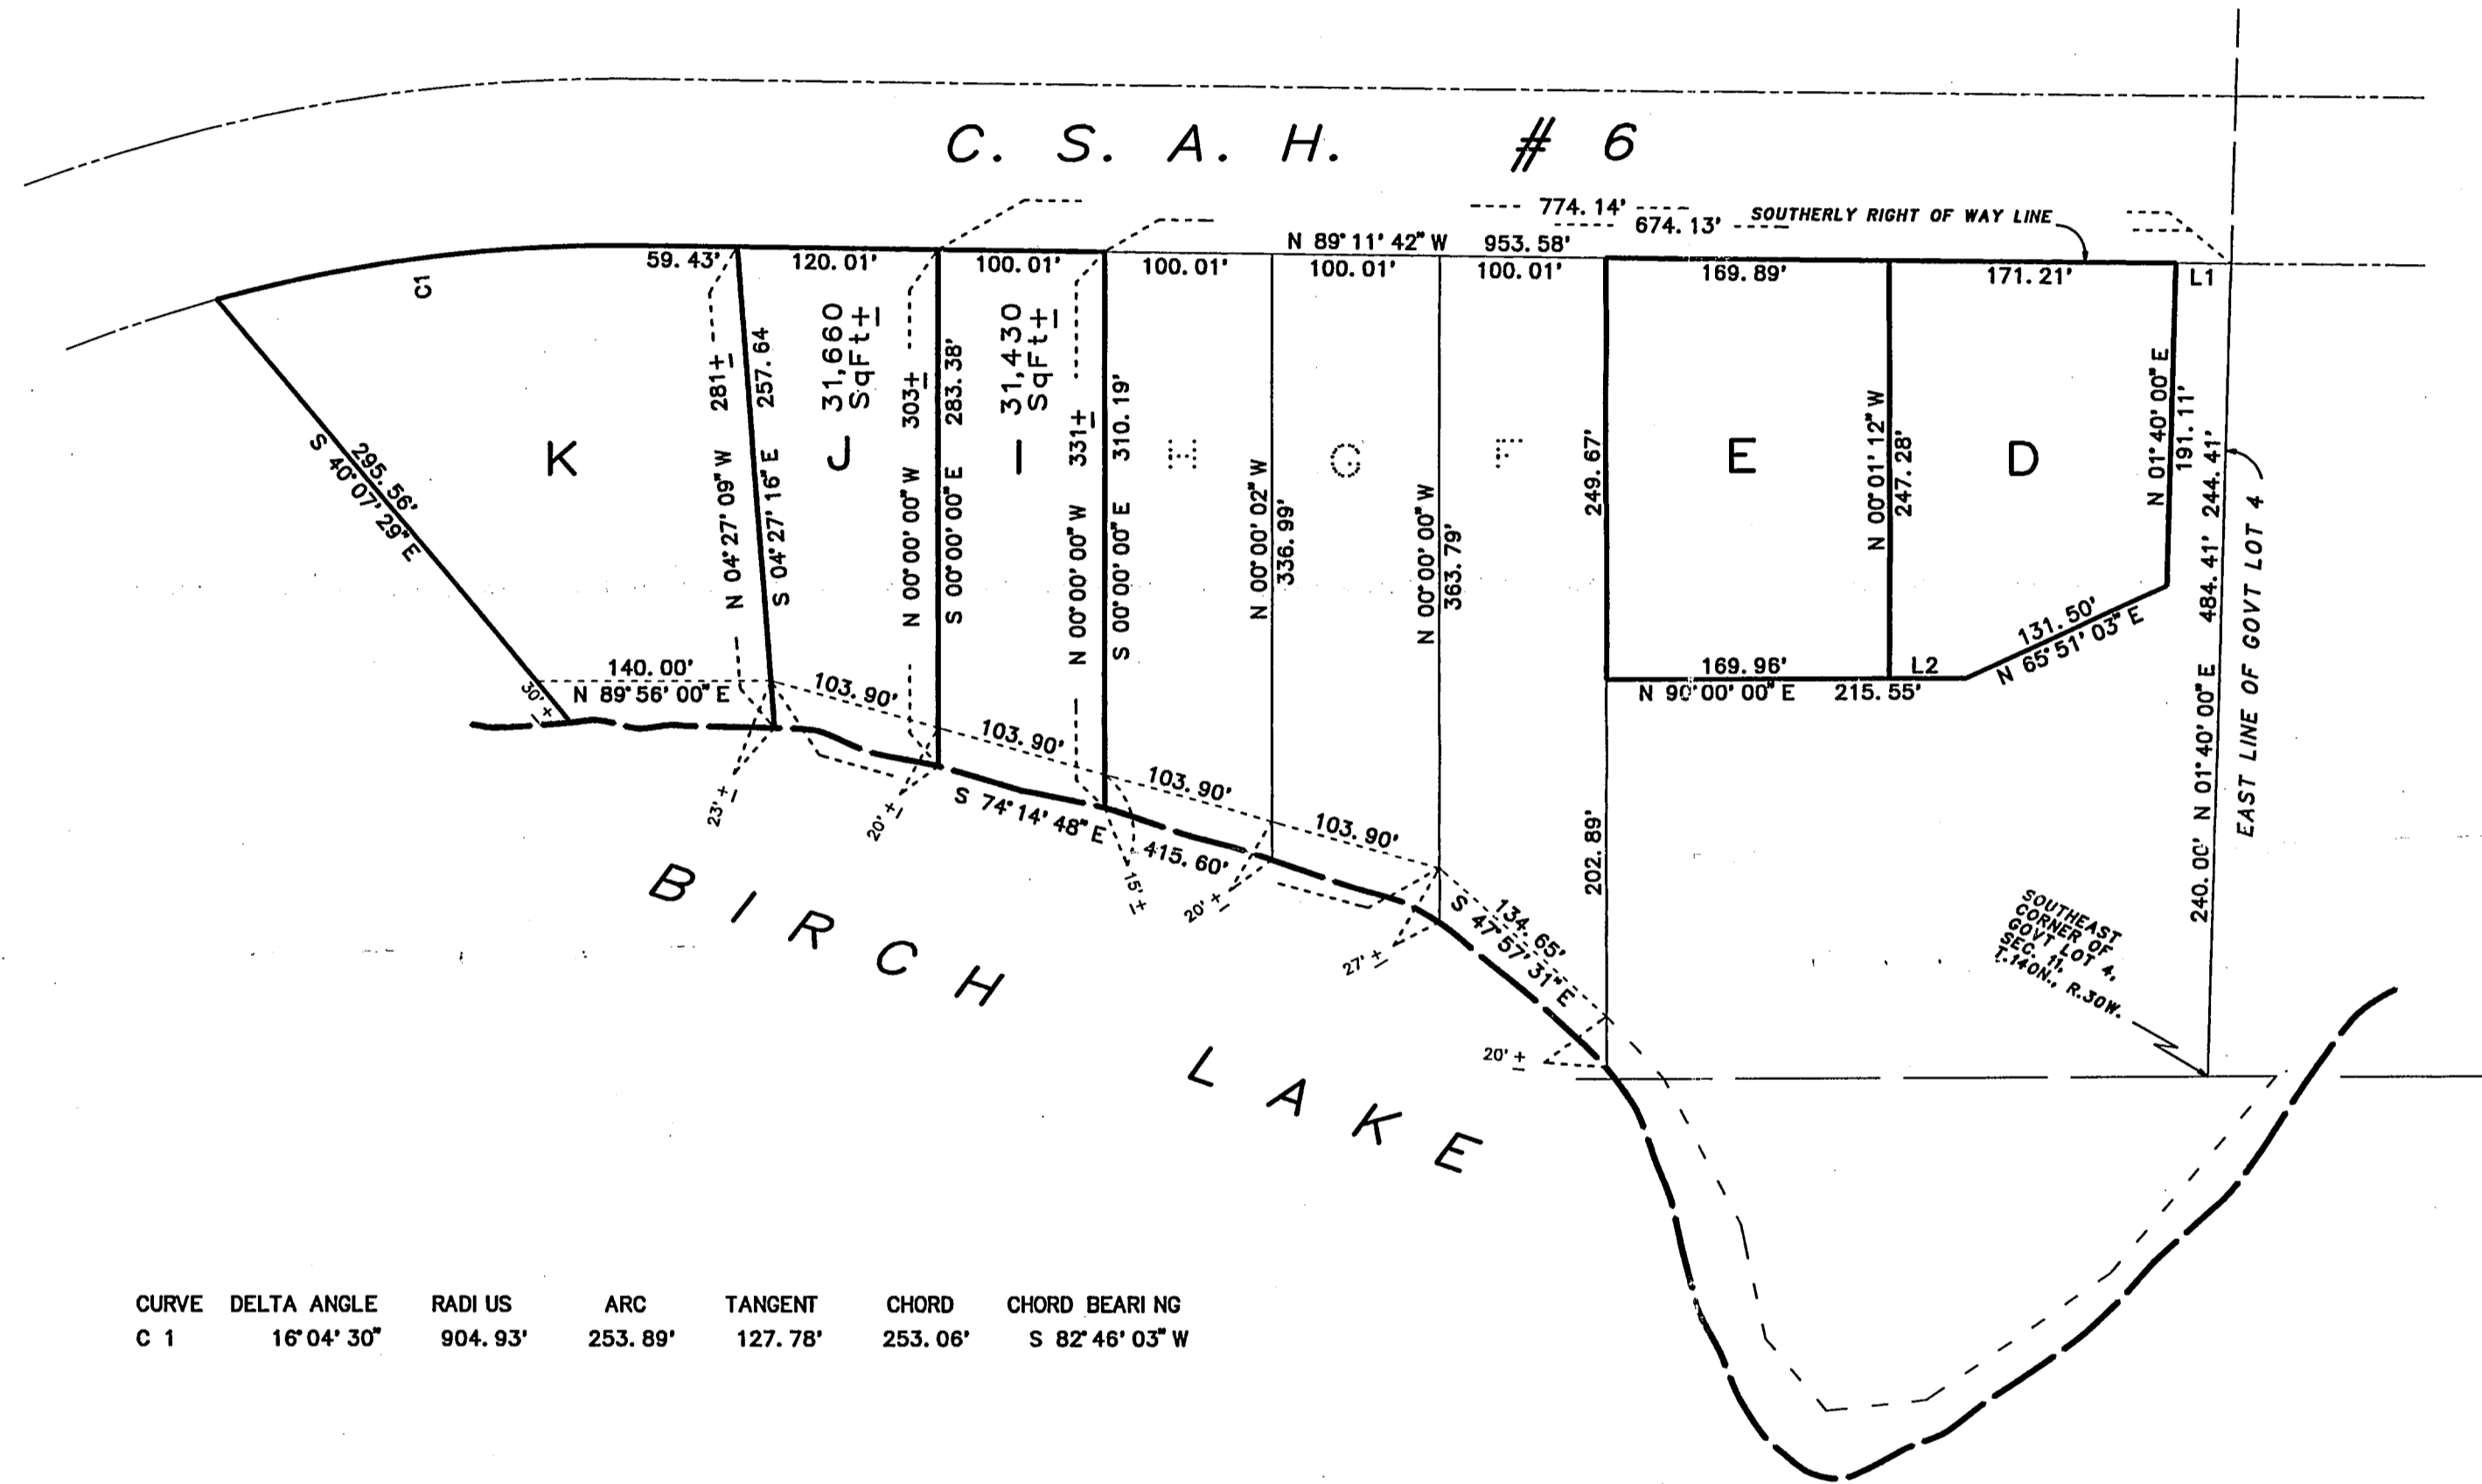 C. S. A. H. # 6
774.14'
674.13'
SOUTHERLY RIGHT OF WAY LINE
N 89°11'42" W 953.58'
59.43'
120.01'
100.01'
100.01'
100.01'
100.01'
169.89'
171.21'
L1
C1
295.56'
S 40°07'29" E
K
281±
N 04°27'09" W
257.64
S 04°27'16" E
J
31,660
SqFt±
303±
N 00°00'00" W
283.38'
S 00°00'00" E
I
31,430
SqFt±
331±
N 00°00'00" W
310.19'
S 00°00'00" E
H
N 00°00'02" W
336.99'
G
N 00°00'00" W
363.79'
F
249.67'
E
N 00°01'12" W
247.28'
D
N 01°40'00" E
191.11'
244.41'
484.41'
240.00' N 01°40'00" E
EAST LINE OF GOVT LOT 4
131.50'
N 65°51'03" E
169.96'
L2
N 90°00'00" E 215.55'
140.00'
N 89°56'00" E
30'±
103.90'
103.90'
103.90'
103.90'
23'±
20'±
S 74°14'48" E
415.60'
15'±
20'±
27'±
134.65'
S 47°57'31" E
202.89'
20'±
SOUTHEAST
CORNER OF
GOVT LOT 4,
SEC. 11,
T.140N., R.30W.
BIRCH LAKE
CURVE DELTA ANGLE RADIUS ARC TANGENT CHORD CHORD BEARING
C 1 16°04'30" 904.93' 253.89' 127.78' 253.06' S 82°46'03" W